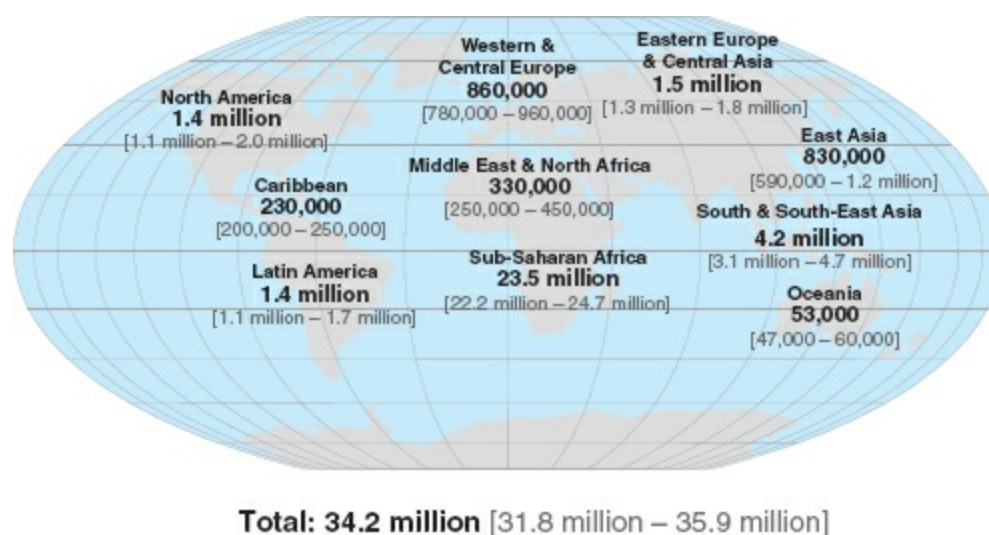 Western &
Central Europe
860,000
[780,000 – 960,000]
Eastern Europe
& Central Asia
1.5 million
[1.3 million – 1.8 million]
North America
1.4 million
[1.1 million – 2.0 million]
East Asia
830,000
[590,000 – 1.2 million]
Middle East & North Africa
330,000
[250,000 – 450,000]
Caribbean
230,000
[200,000 – 250,000]
South & South-East Asia
4.2 million
[3.1 million – 4.7 million]
Sub-Saharan Africa
23.5 million
[22.2 million – 24.7 million]
Latin America
1.4 million
[1.1 million – 1.7 million]
Oceania
53,000
[47,000 – 60,000]
Total: 34.2 million [31.8 million – 35.9 million]